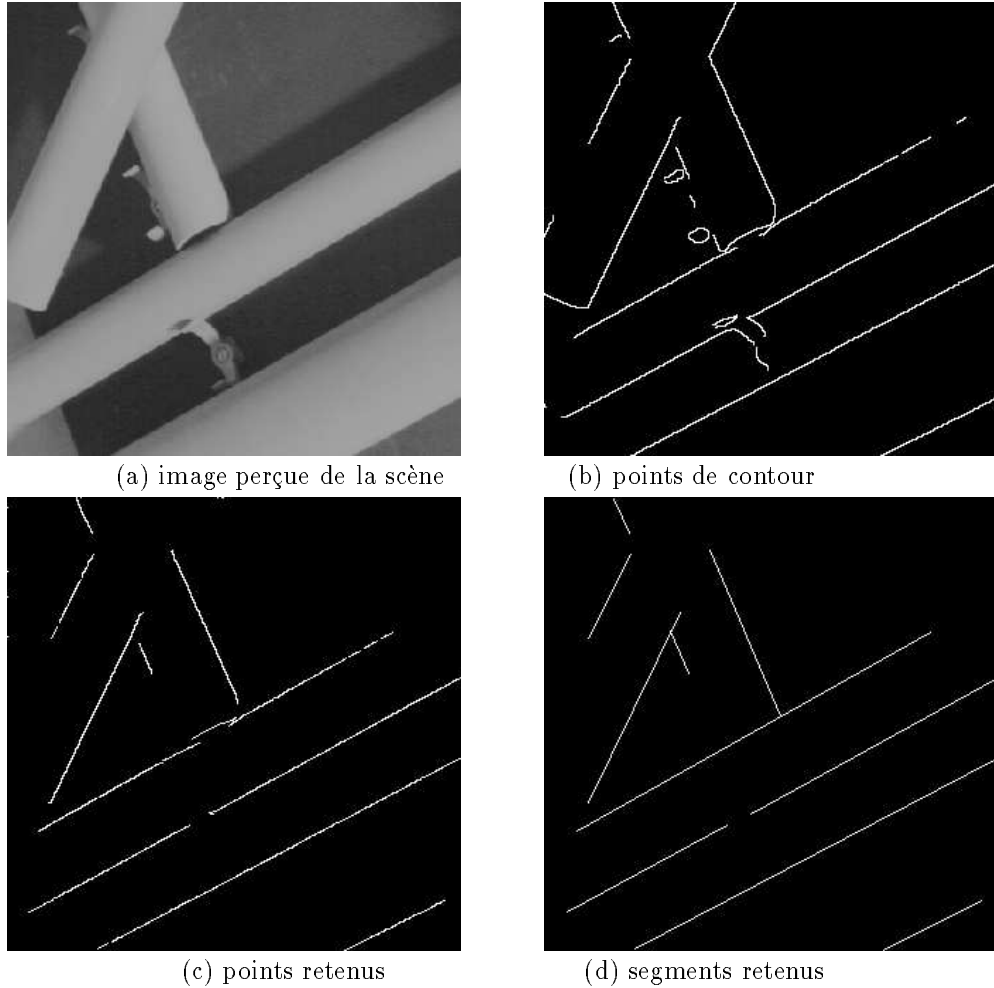 (a) image perçue de la scène
(b) points de contour
(c) points retenus
(d) segments retenus